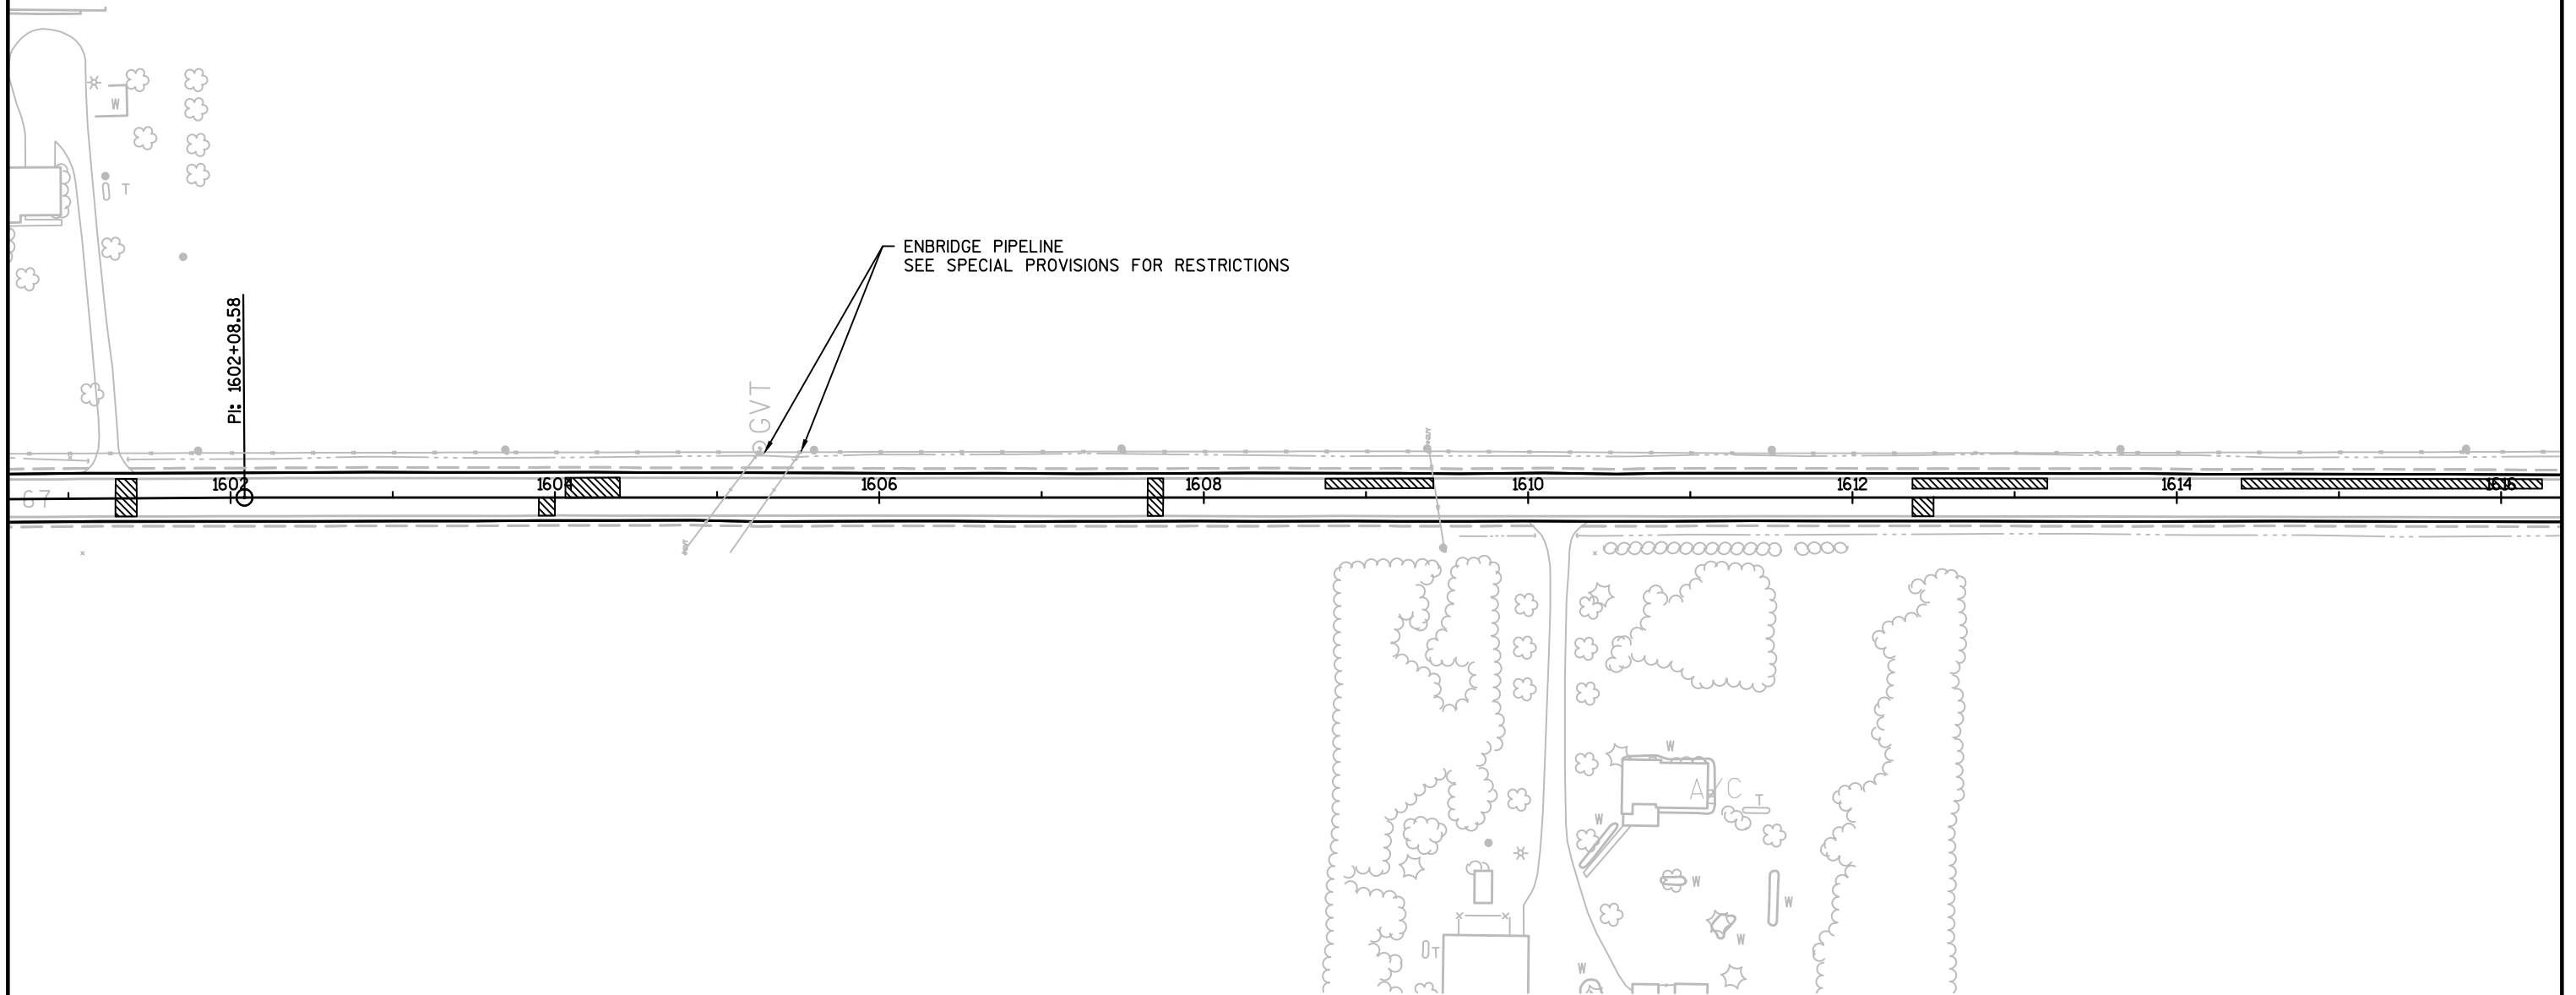 W
T
ENBRIDGE PIPELINE
SEE SPECIAL PROVISIONS FOR RESTRICTIONS
PI: 1602+08.58
GVT
67
1602
1604
1606
1608
1610
1612
1614
1616
W
A/C
T
W
W
W
W
T
W